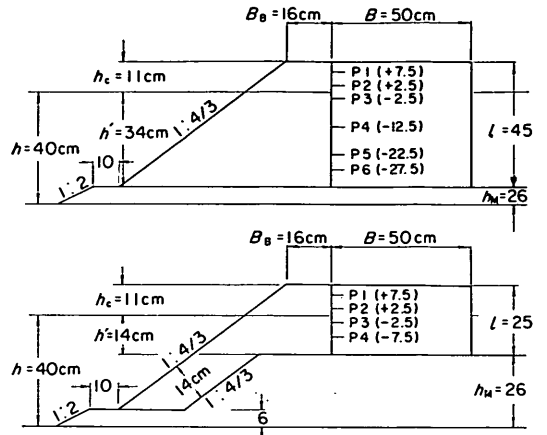 B_B=16cm B=50cm
h_c=11cm
P1 (+7.5)
P2 (+2.5)
P3 (-2.5)
P4 (-12.5)
P5 (-22.5)
P6 (-27.5)
1:4/3
h'=34cm
h=40cm
10
1:2
l=45
h_M=26
B_B=16cm B=50cm
h_c=11cm
P1 (+7.5)
P2 (+2.5)
P3 (-2.5)
P4 (-7.5)
1:4/3
h'=14cm
h=40cm
14cm
1:4/3
10
1:2
6
l=25
h_M=26